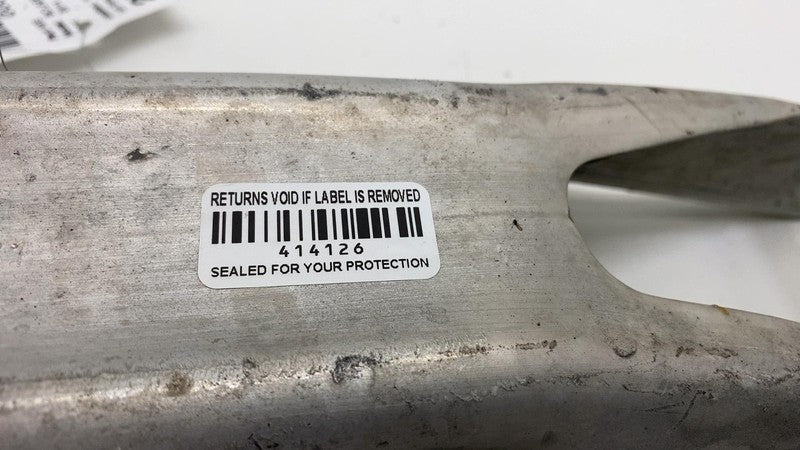 RETURNS VOID IF LABEL IS REMOVED
414126
SEALED FOR YOUR PROTECTION